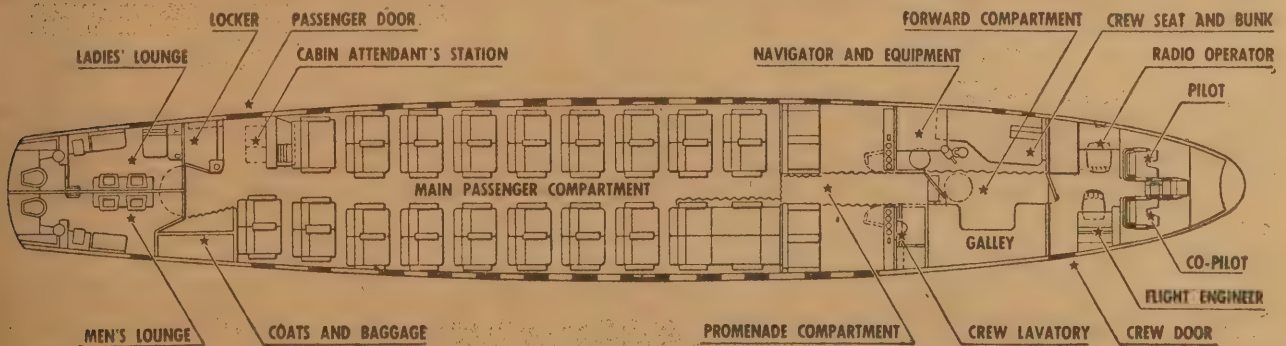 LOCKER
PASSENGER DOOR
FORWARD COMPARTMENT
CREW SEAT AND BUNK
LADIES' LOUNGE
CABIN ATTENDANT'S STATION
NAVIGATOR AND EQUIPMENT
RADIO OPERATOR
PILOT
MAIN PASSENGER COMPARTMENT
GALLEY
CO-PILOT
FLIGHT ENGINEER
MEN'S LOUNGE
COATS AND BAGGAGE
PROMENADE COMPARTMENT
CREW LAVATORY
CREW DOOR